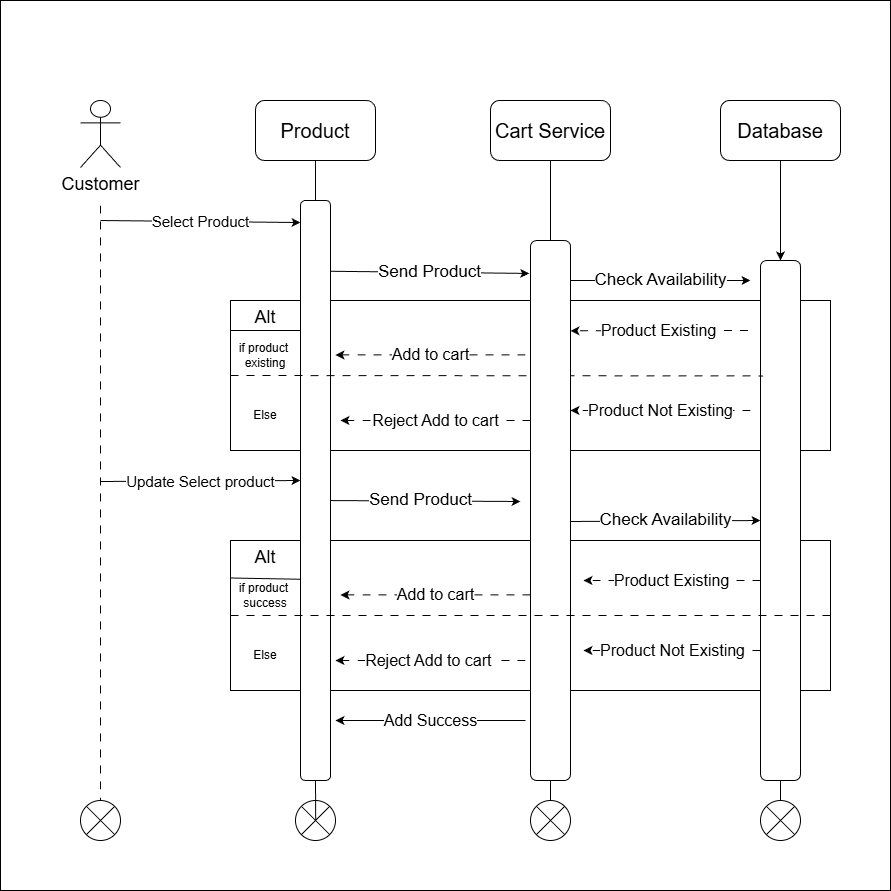 Product
Cart Service
Database
Customer
Select Product
Send Product
Check Availability
Alt
Product Existing
if product
existing
Add to cart
Product Not Existing
Else
Reject Add to cart
Update Select product
Send Product
Check Availability
Alt
Product Existing
if product
success
Add to cart
Product Not Existing
Else
Reject Add to cart
Add Success